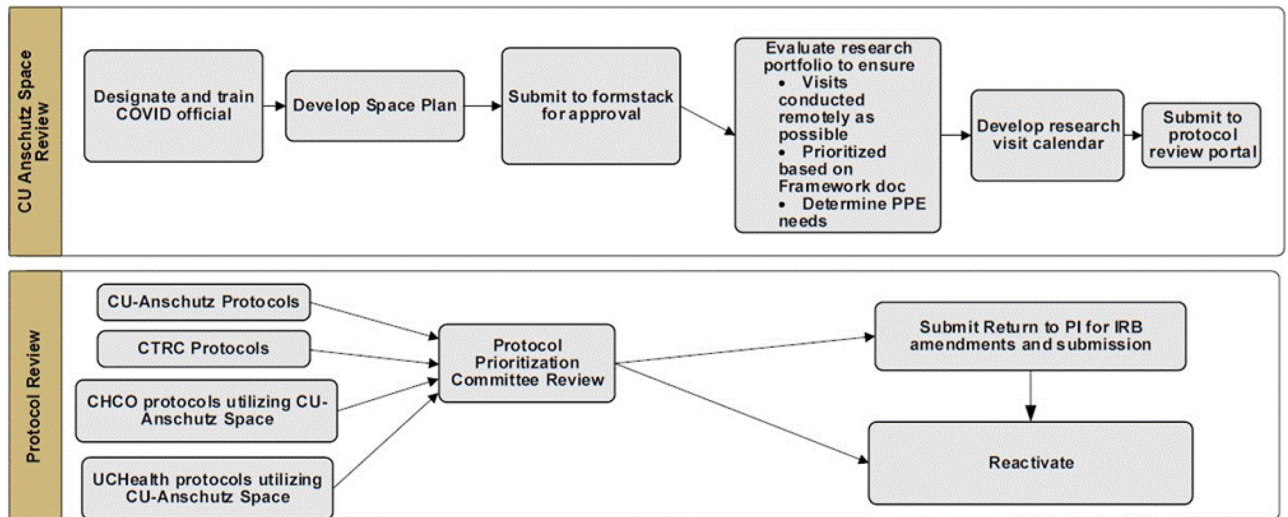 CU Anschutz Space
Review
Designate and train
COVID official
Develop Space Plan
Submit to formstack
for approval
Evaluate research
portfolio to ensure
• Visits
conducted
remotely as
possible
• Prioritized
based on
Framework doc
• Determine PPE
needs
Develop research
visit calendar
Submit to
protocol
review portal
Protocol Review
CU-Anschutz Protocols
CTRC Protocols
CHCO protocols utilizing CU-
Anschutz Space
UCHealth protocols utilizing
CU-Anschutz Space
Protocol
Prioritization
Committee Review
Submit Return to PI for IRB
amendments and submission
Reactivate